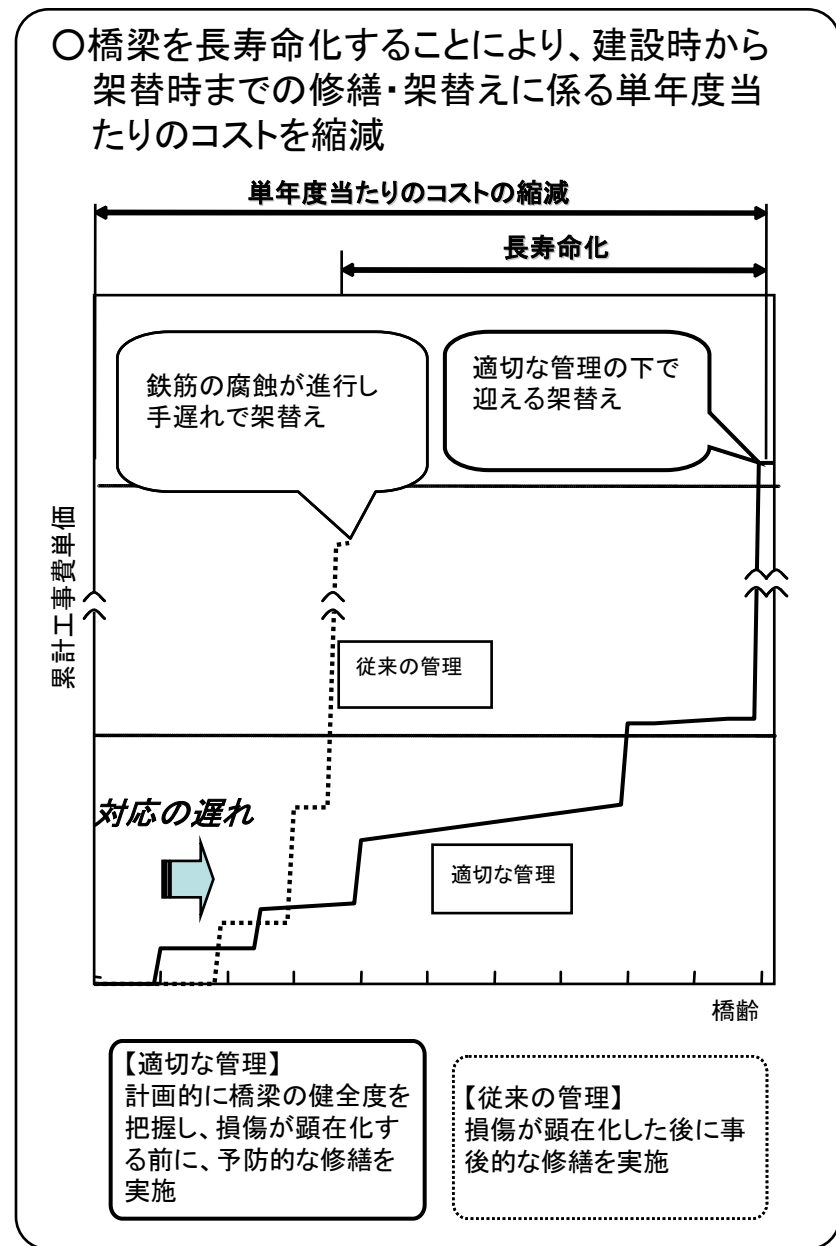 〇橋梁を長寿命化することにより、建設時から
架替時までの修繕・架替えに係る単年度当
たりのコストを縮減
単年度当たりのコストの縮減
長寿命化
鉄筋の腐蝕が進行し
手遅れで架替え
適切な管理の下で
迎える架替え
累計工事費単価
従来の管理
対応の遅れ
適切な管理
橋齢
【適切な管理】
計画的に橋梁の健全度を
把握し、損傷が顕在化す
る前に、予防的な修繕を
実施
【従来の管理】
損傷が顕在化した後に事
後的な修繕を実施